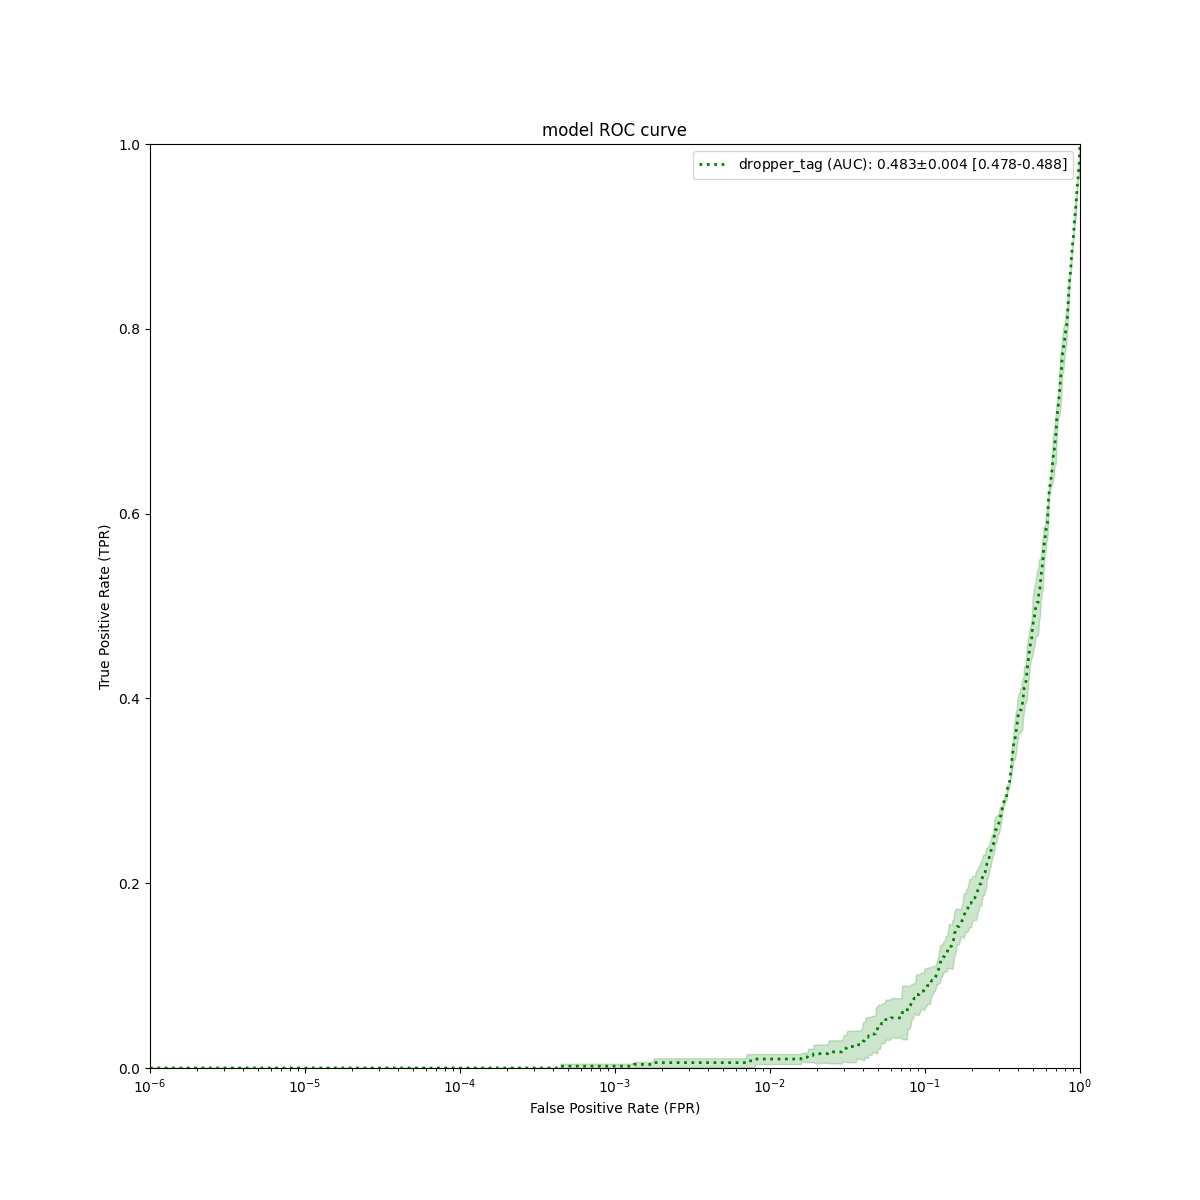 model ROC curve
dropper_tag (AUC): 0.483±0.004 [0.478-0.488]
1.0
0.8
0.6
0.4
0.2
0.0
True Positive Rate (TPR)
10⁻⁶ 10⁻⁵ 10⁻⁴ 10⁻³ 10⁻² 10⁻¹ 10⁰
False Positive Rate (FPR)